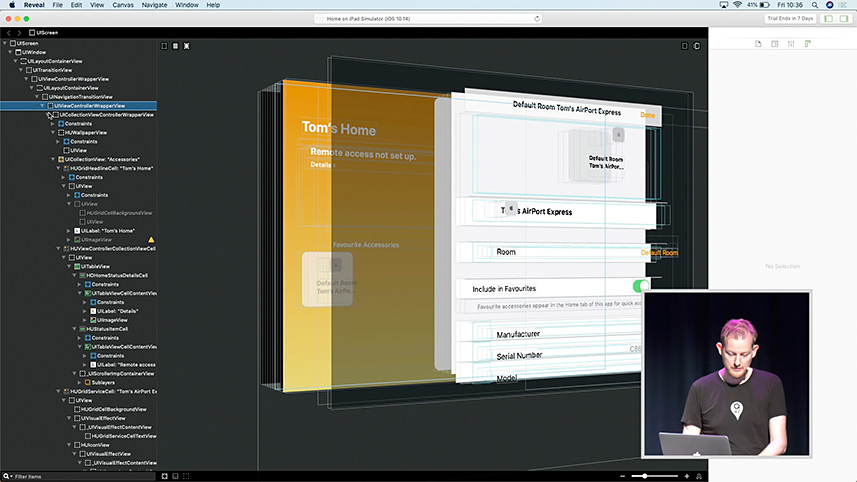 Reveal File Edit View Canvas Navigate Window Help
41% Fri 10:36
Home on iPad Simulator (iOS 10.14)
Trial Ends in 7 Days
UIScreen
UIScreen
UIWindow
UILayoutContainerView
UITransitionView
UIViewControllerWrapperView
UILayoutContainerView
UINavigationTransitionView
UIViewControllerWrapperView
UICollectionViewControllerWrapperView
Constraints
HUWallpaperView
Constraints
UIView
UICollectionView: "Accessories"
HUGridHeadlineCell: "Tom's Home"
Constraints
UIView
Constraints
UIView
HUGridCellBackgroundView
UIView
UILabel: "Tom's Home"
UIImageView
HUViewControllerCollectionViewCell
UIView
UITableView
HOHomeStatusDetailsCell
Constraints
UITableViewCellContentView
Constraints
UILabel: "Details"
UIImageView
HUStatusItemCell
Constraints
UITableViewCellContentView
Constraints
UILabel: "Remote access
_UIScrollerImpContainerView
Sublayers
HUGridServiceCell: "Tom's AirPort Ex
UIView
HUGridCellBackgroundView
UIVisualEffectView
_UIVisualEffectContentView
HUGridServiceCellTextView
HUIconView
UIVisualEffectView
_UIVisualEffectContentView
Filter Items
Tom's Home
Remote access not set up.
Details
Favourite Accessories
Default Room
Tom's AirPor...
Default Room Tom's AirPort Express
Done
Default Room
Tom's AirPort...
Tom's AirPort Express
Room
Default Room
Include in Favourites
Favourite accessories appear in the Home tab of this app for quick
Manufacturer
Serial Number
C86
Model
No Selection